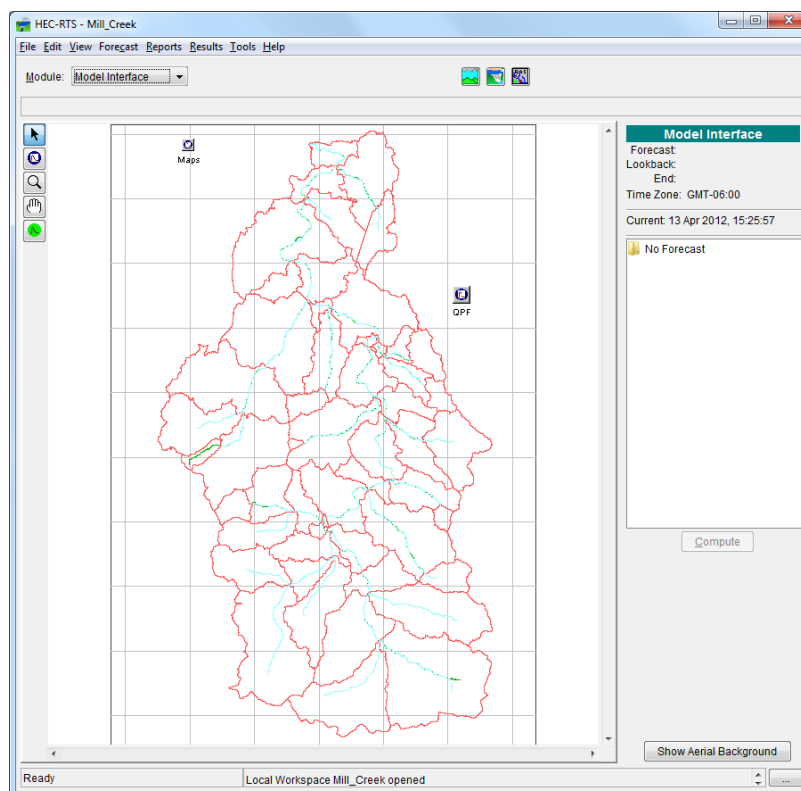 HEC-RTS - Mill_Creek
File Edit View Forecast Reports Results Tools Help
Module: Model Interface
Maps
QPF
Model Interface
Forecast:
Lookback:
End:
Time Zone: GMT-06:00
Current: 13 Apr 2012, 15:25:57
No Forecast
Compute
Show Aerial Background
Ready
Local Workspace Mill_Creek opened
...